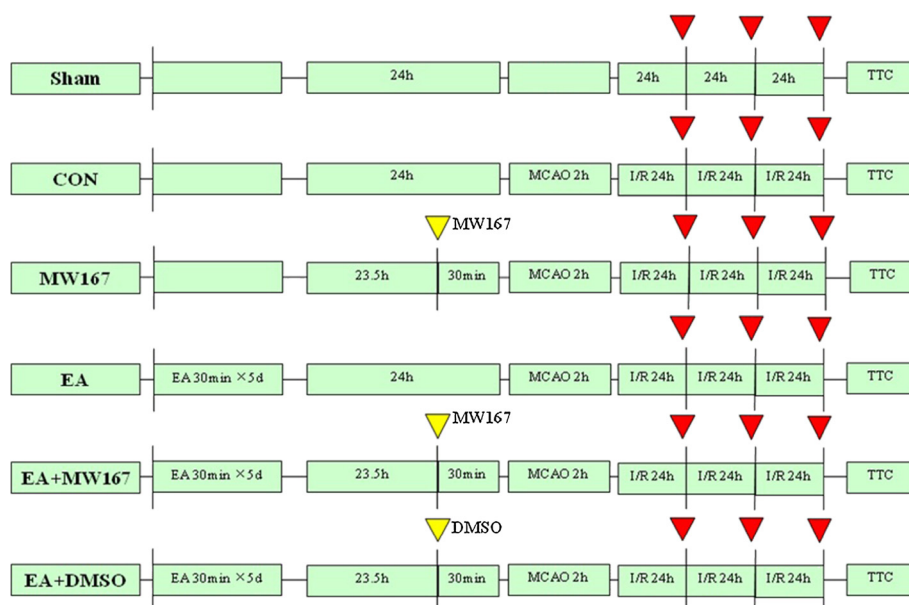 Sham 24h 24h 24h 24h TTC
CON 24h MCAO 2h I/R 24h I/R 24h I/R 24h TTC
MW167
MW167 23.5h 30min MCAO 2h I/R 24h I/R 24h I/R 24h TTC
EA EA 30min ×5d 24h MCAO 2h I/R 24h I/R 24h I/R 24h TTC
MW167
EA+MW167 EA 30min ×5d 23.5h 30min MCAO 2h I/R 24h I/R 24h I/R 24h TTC
DMSO
EA+DMSO EA 30min ×5d 23.5h 30min MCAO 2h I/R 24h I/R 24h I/R 24h TTC